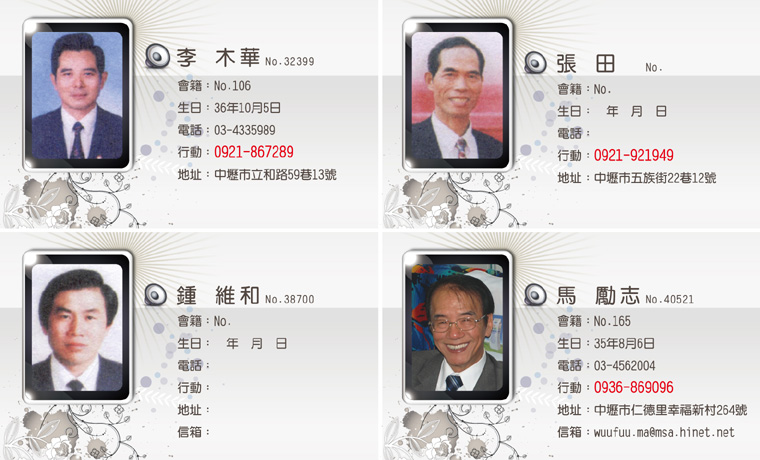 李 木華 No.32399
會籍：No.106
生日：36年10月5日
電話：03-4335989
行動：0921-867289
地址：中壢市立和路59巷13號
張 田 No.
會籍：No.
生日： 年 月 日
電話：
行動：0921-921949
地址：中壢市五族街22巷12號
鍾 維和 No.38700
會籍：No.
生日： 年 月 日
電話：
行動：
地址：
信箱：
馬 勵志 No.40521
會籍：No.165
生日：35年8月6日
電話：03-4562004
行動：0936-869096
地址：中壢市仁德里幸福新村264號
信箱：wuufuu.ma@msa.hinet.net